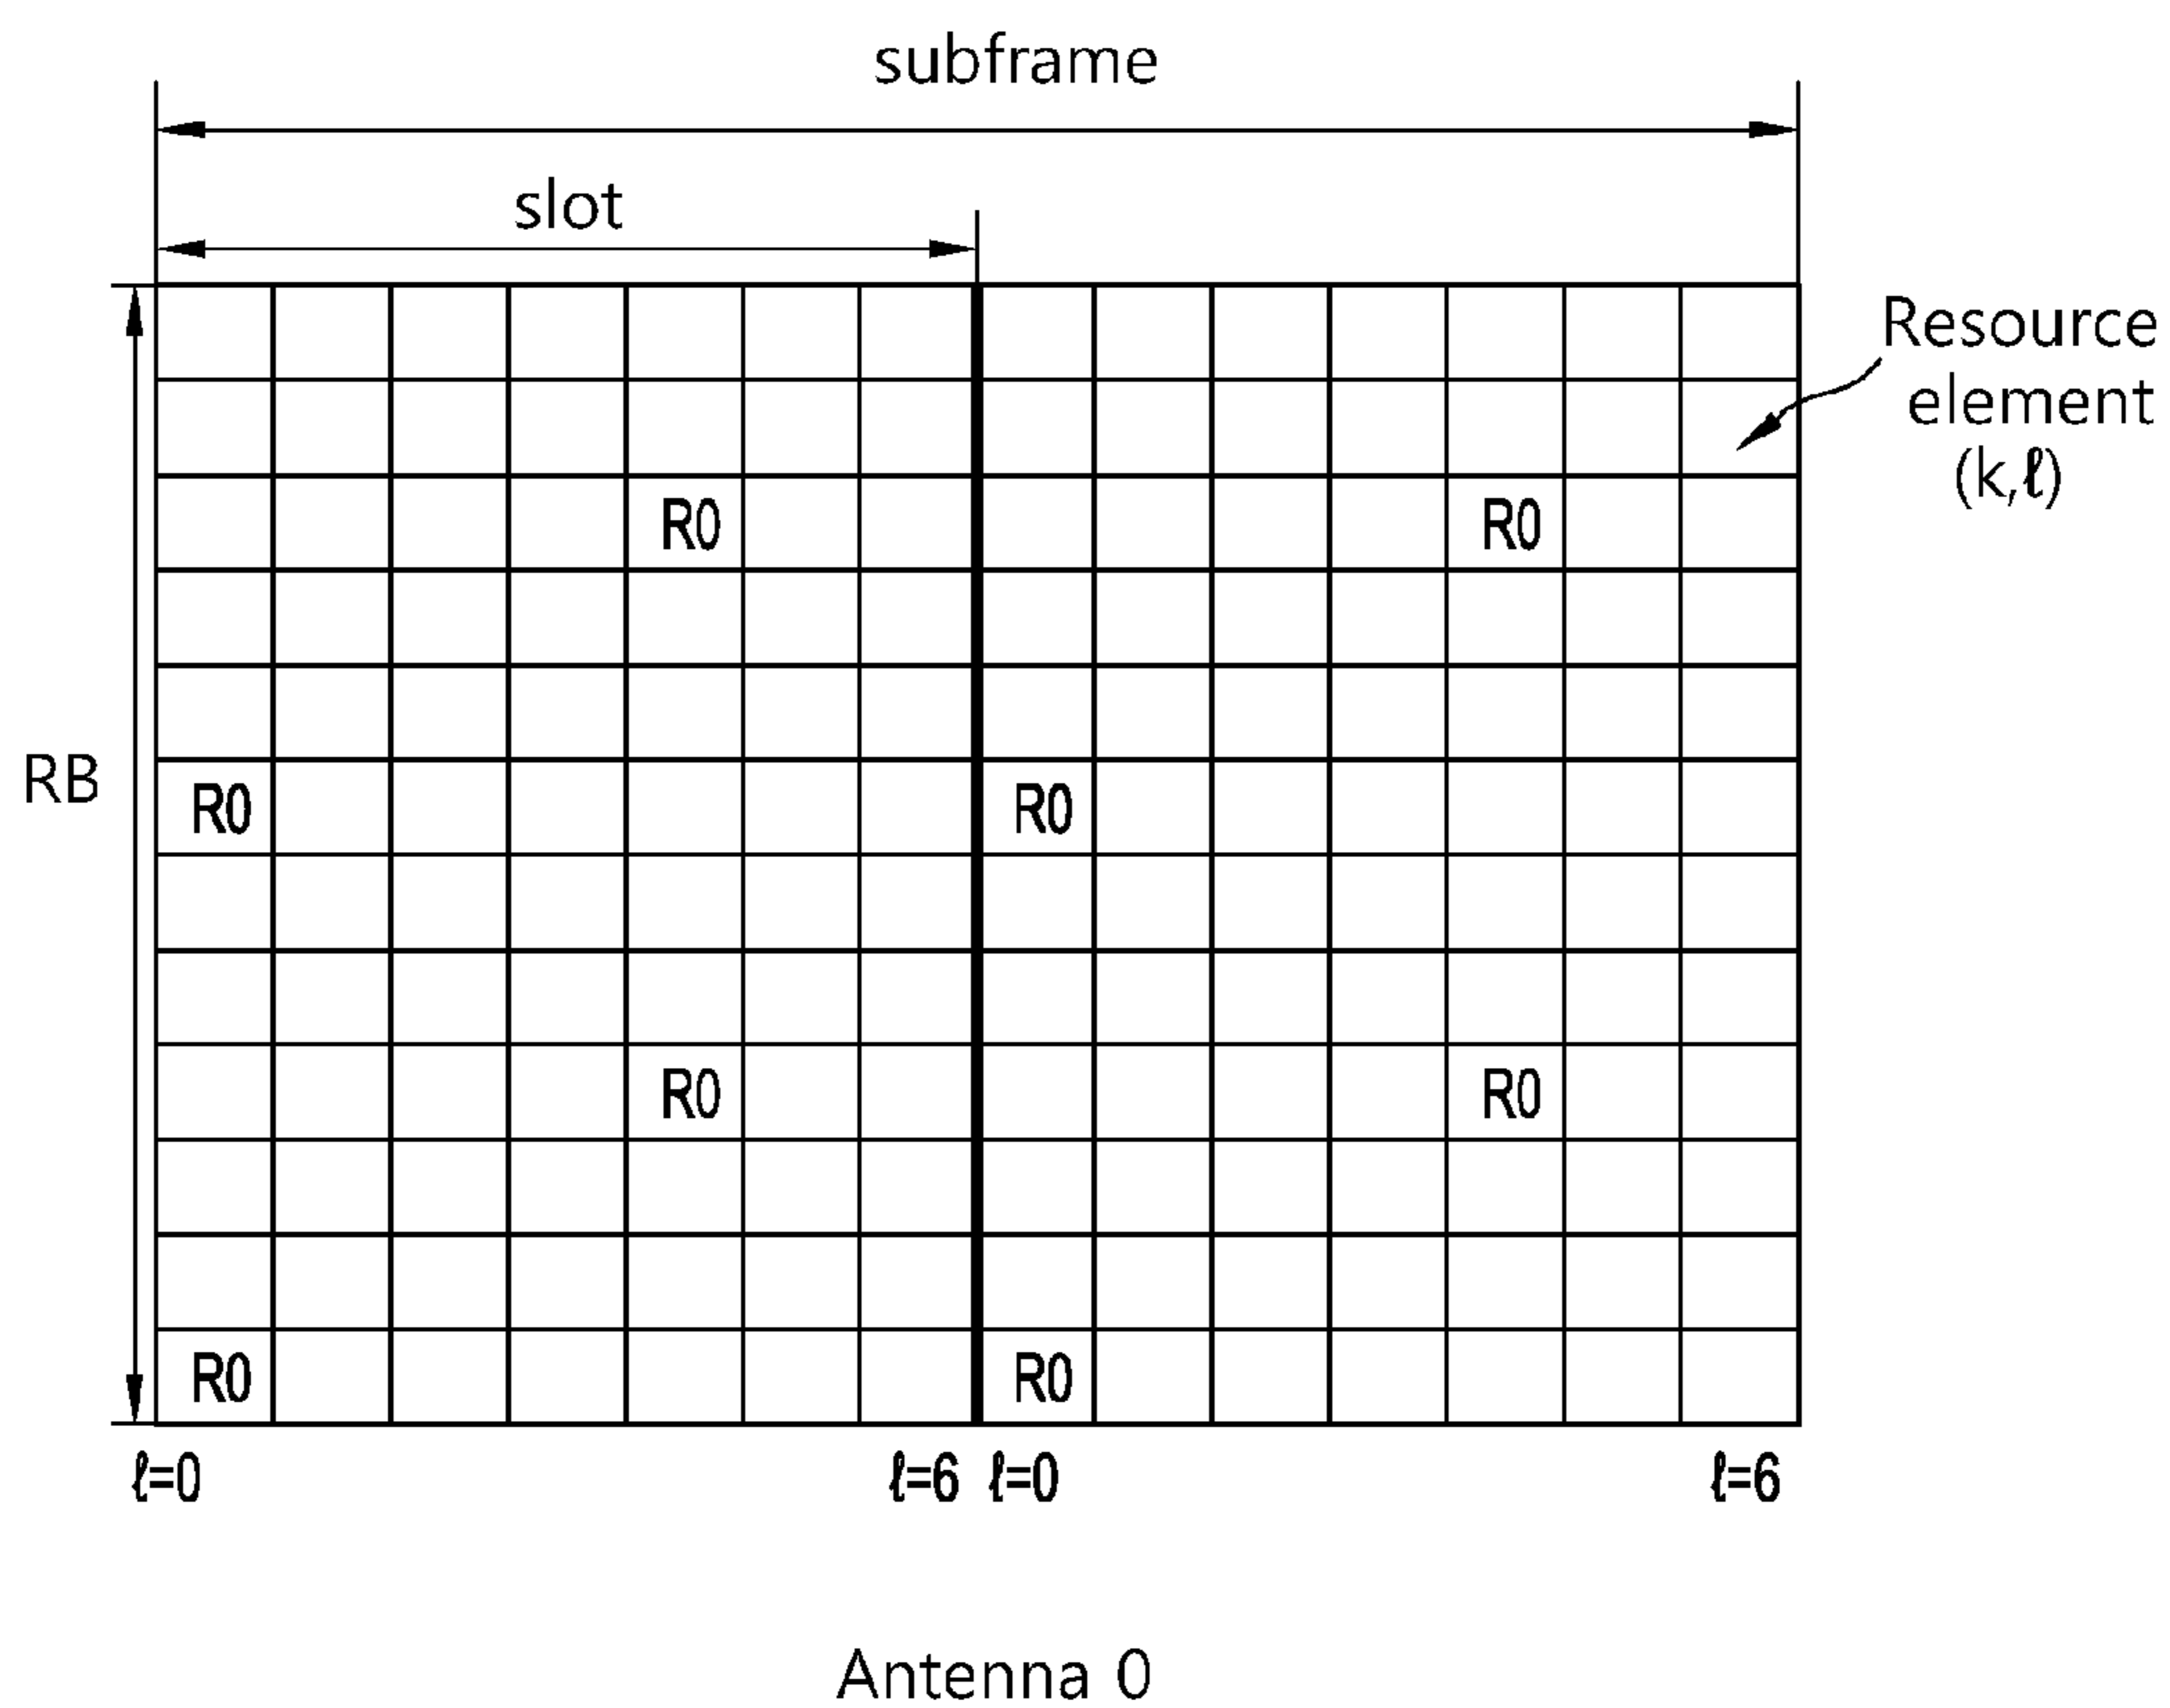 subframe
slot
Resource
element
(k,ℓ)
R0 R0
RB
R0 R0
R0 R0
R0 R0
ℓ=0 ℓ=6 ℓ=0 ℓ=6
Antenna 0